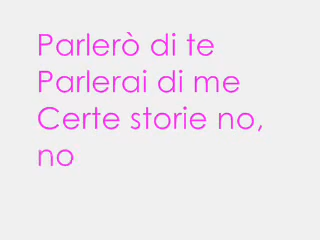 Parlerò di te
Parlerai di me
Certe storie no,
no